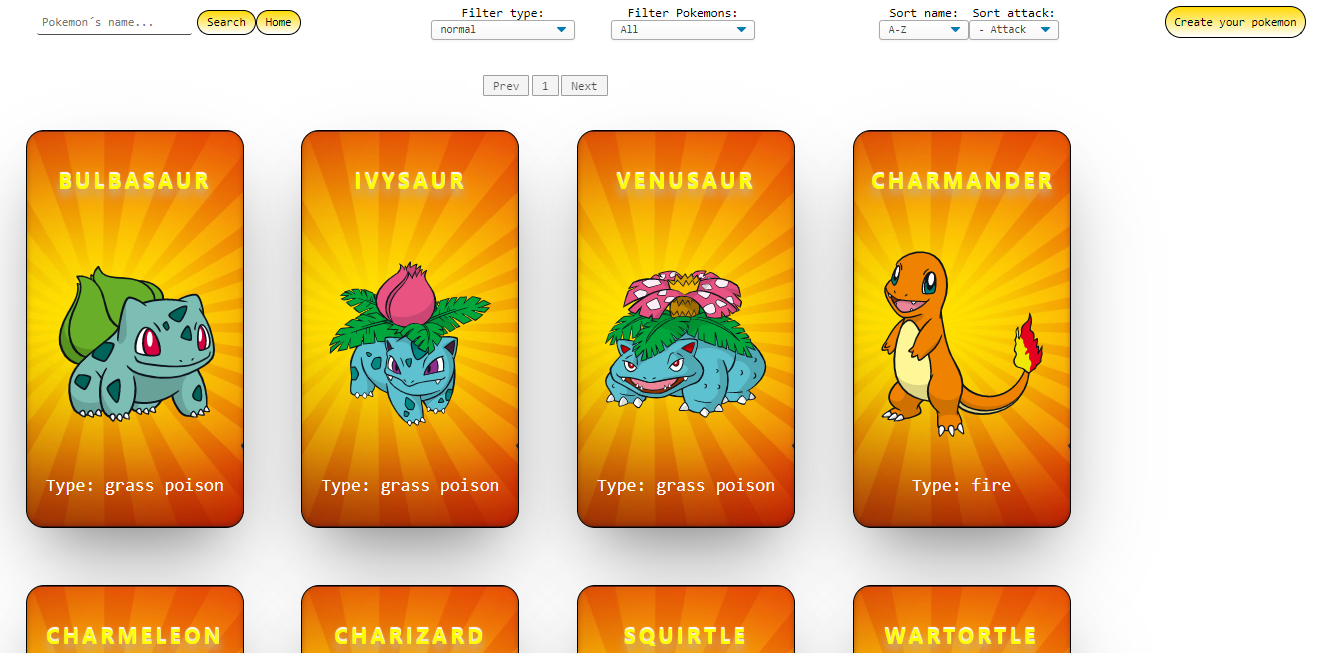 Filter type: Filter Pokemons: Sort name: Sort attack:
Pokemon´s name... Search Home normal All A-Z - Attack Create your pokemon
Prev 1 Next
BULBASAUR IVYSAUR VENUSAUR CHARMANDER
Type: grass poison Type: grass poison Type: grass poison Type: fire
CHARMELEON CHARIZARD SQUIRTLE WARTORTLE